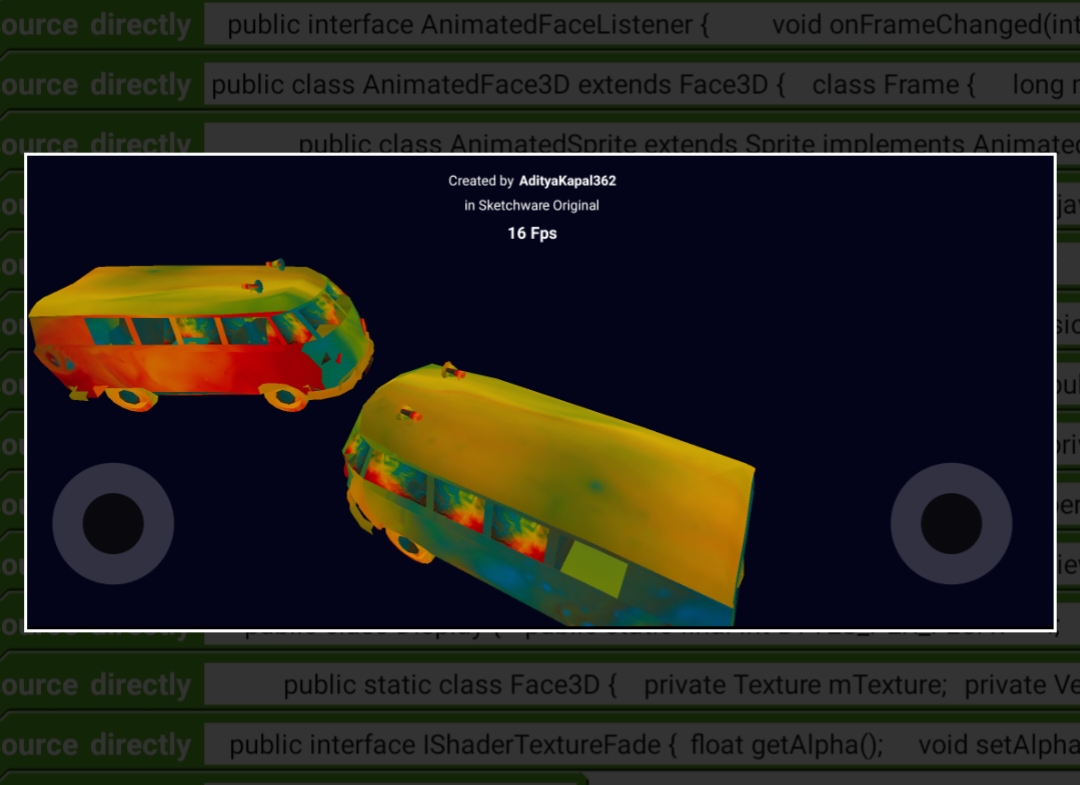 ource directly public interface AnimatedFaceListener { void onFrameChanged(int
ource directly public class AnimatedFace3D extends Face3D { class Frame { long
ource directly public class AnimatedSprite extends Sprite implements Animated
Created by AdityaKapal362
in Sketchware Original
16 Fps
ource directly public static class Face3D { private Texture mTexture; private Ve
ource directly public interface IShaderTextureFade { float getAlpha(); void setAlpha